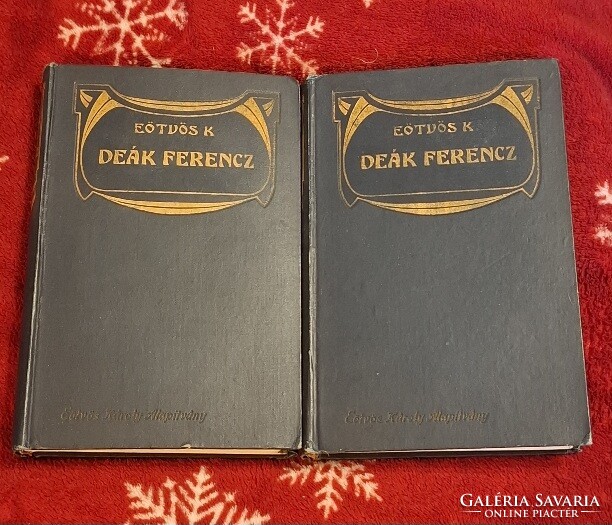 EÖTVÖS K
DEÁK FERENCZ
Eötvös Károly Alapítvány
EÖTVÖS K
DEÁK FERENCZ
Eötvös Károly Alapítvány
GALÉRIA SAVARIA
ONLINE PIACTÉR